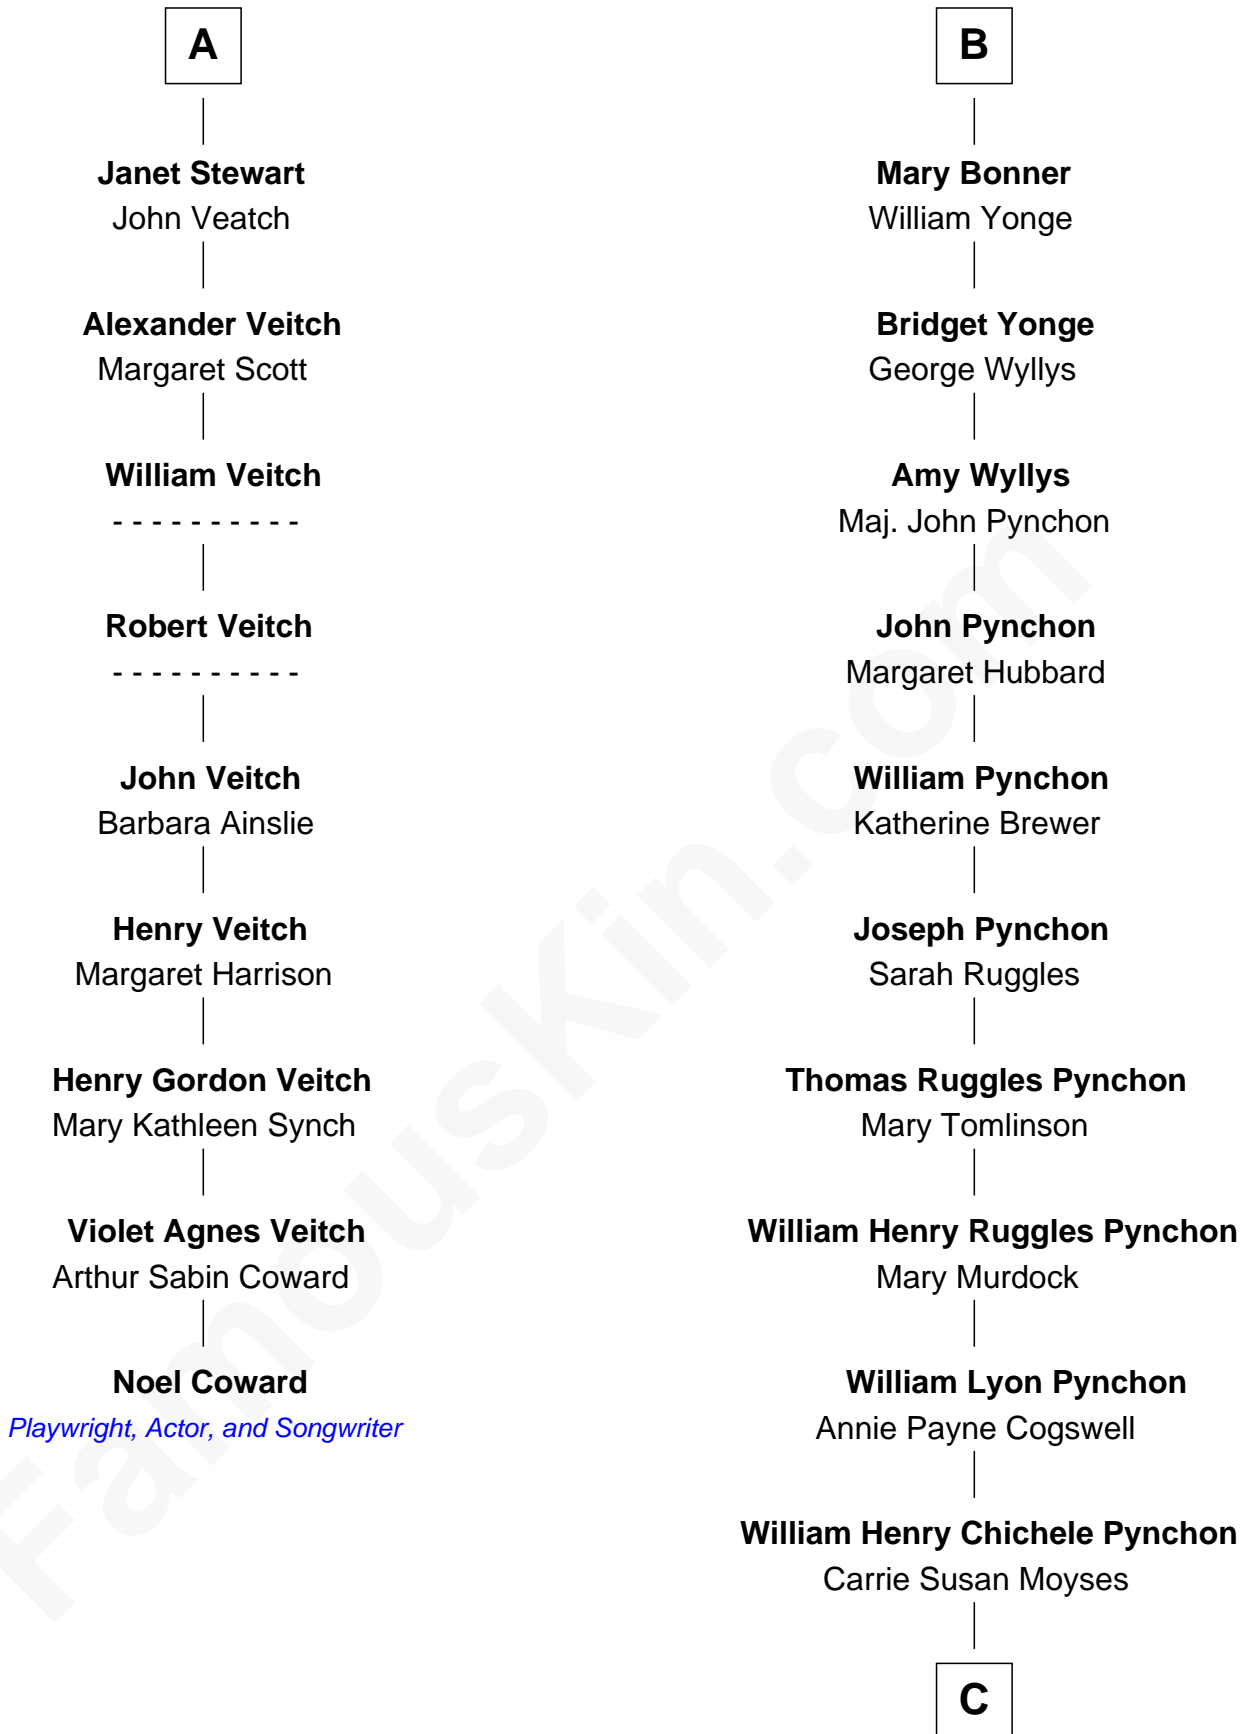 A
Janet Stewart
John Veatch
Alexander Veitch
Margaret Scott
William Veitch
- - - - - - - - - -
Robert Veitch
- - - - - - - - - -
John Veitch
Barbara Ainslie
Henry Veitch
Margaret Harrison
Henry Gordon Veitch
Mary Kathleen Synch
Violet Agnes Veitch
Arthur Sabin Coward
Noel Coward
Playwright, Actor, and Songwriter
B
Mary Bonner
William Yonge
Bridget Yonge
George Wyllys
Amy Wyllys
Maj. John Pynchon
John Pynchon
Margaret Hubbard
William Pynchon
Katherine Brewer
Joseph Pynchon
Sarah Ruggles
Thomas Ruggles Pynchon
Mary Tomlinson
William Henry Ruggles Pynchon
Mary Murdock
William Lyon Pynchon
Annie Payne Cogswell
William Henry Chichele Pynchon
Carrie Susan Moyses
C
FamousKin.com